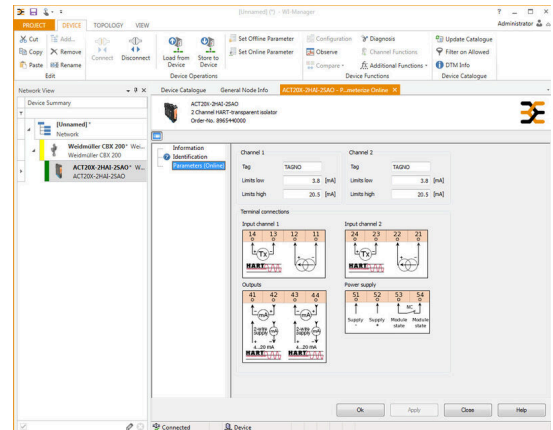 [Unnamed] (*) - WI Manager
PROJECT DEVICE TOPOLOGY VIEW
Administrator
Cut
Copy
Paste
Add...
Remove
Rename
Edit
Connect
Disconnect
Load from Device
Store to Device
Device Operations
Set Offline Parameter
Set Online Parameter
Configuration
Observe
Compare
Diagnosis
Channel Functions
fx Additional Functions
Device Functions
Update Catalogue
Filter on Allowed
DTM Info
Device Catalogue
Network View
Device Summary
[Unnamed] *
Network
Weidmüller CBX 200* We...
Weidmüller CBX 200
ACT20X-2HAI-2SAO W...
ACT20X-2HAI-2SAO
Device Catalogue General Node Info ACT20X-2HAI-2SAO - P...meterize Online
ACT20X-2HAI-2SAO
2 Channel HART-transparent isolator
Order-No. 8965440000
Information
Identification
Parameters (Online)
Channel 1
Tag TAGNO
Limits low 3.8 [mA]
Limits high 20.5 [mA]
Channel 2
Tag TAGNO
Limits low 3.8 [mA]
Limits high 20.5 [mA]
Terminal connections
Input channel 1
14 13 12 11
Tx
HART
Input channel 2
24 23 22 21
Tx
HART
Outputs
41 42 43 44
mA mA
2-wire supply mA 2-wire supply mA
4..20 mA 4..20 mA
HART HART
Power supply
51 52 53 54
NC
Supply - Supply + Module state Module state
Ok Apply Close Help
Connected Device